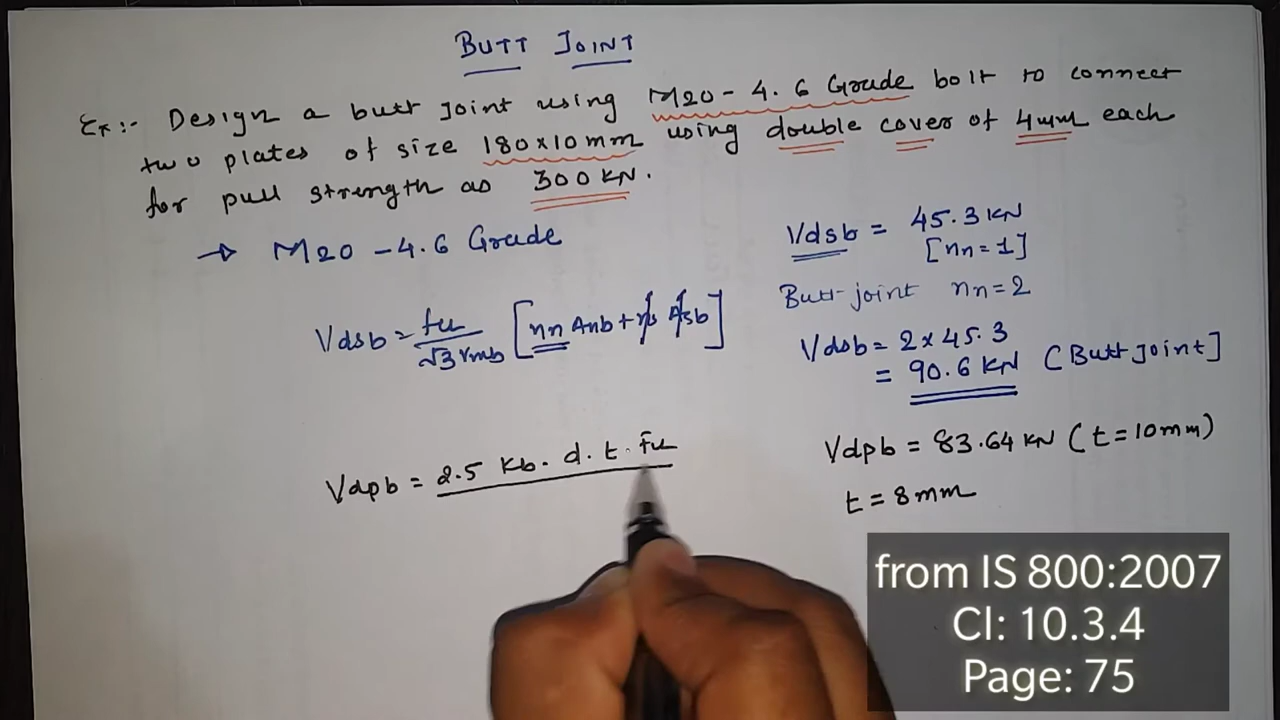 BUTT JOINT
Ex:- Design a butt joint using M20-4.6 Grade bolt to connect
two plates of size 180x10mm using double cover of 4mm each
for pull strength as 300 KN.
→ M20-4.6 Grade
Vdsb = 45.3 KN
[nn=1]
Butt-joint nn=2
Vdsb = fu / √3 γmb [nn Anb + ns Asb]
Vdsb = 2 x 45.3
= 90.6 KN (Butt Joint]
Vdpb = 2.5 Kb. d. t. Fu
Vdpb = 83.64 KN (t=10mm)
t = 8mm
from IS 800:2007
Cl: 10.3.4
Page: 75